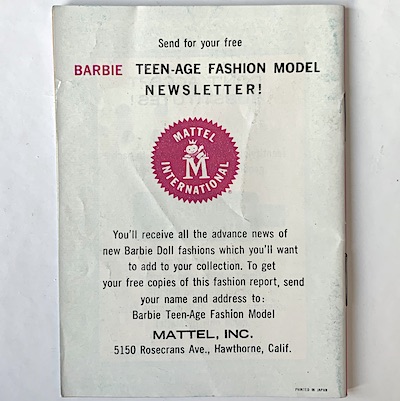 Send for your free
BARBIE TEEN-AGE FASHION MODEL
NEWSLETTER!
MATTEL
M
INTERNATIONAL
You'll receive all the advance news of
new Barbie Doll fashions which you'll want
to add to your collection. To get
your free copies of this fashion report, send
your name and address to:
Barbie Teen-Age Fashion Model
MATTEL, INC.
5150 Rosecrans Ave., Hawthorne, Calif.
PRINTED IN JAPAN